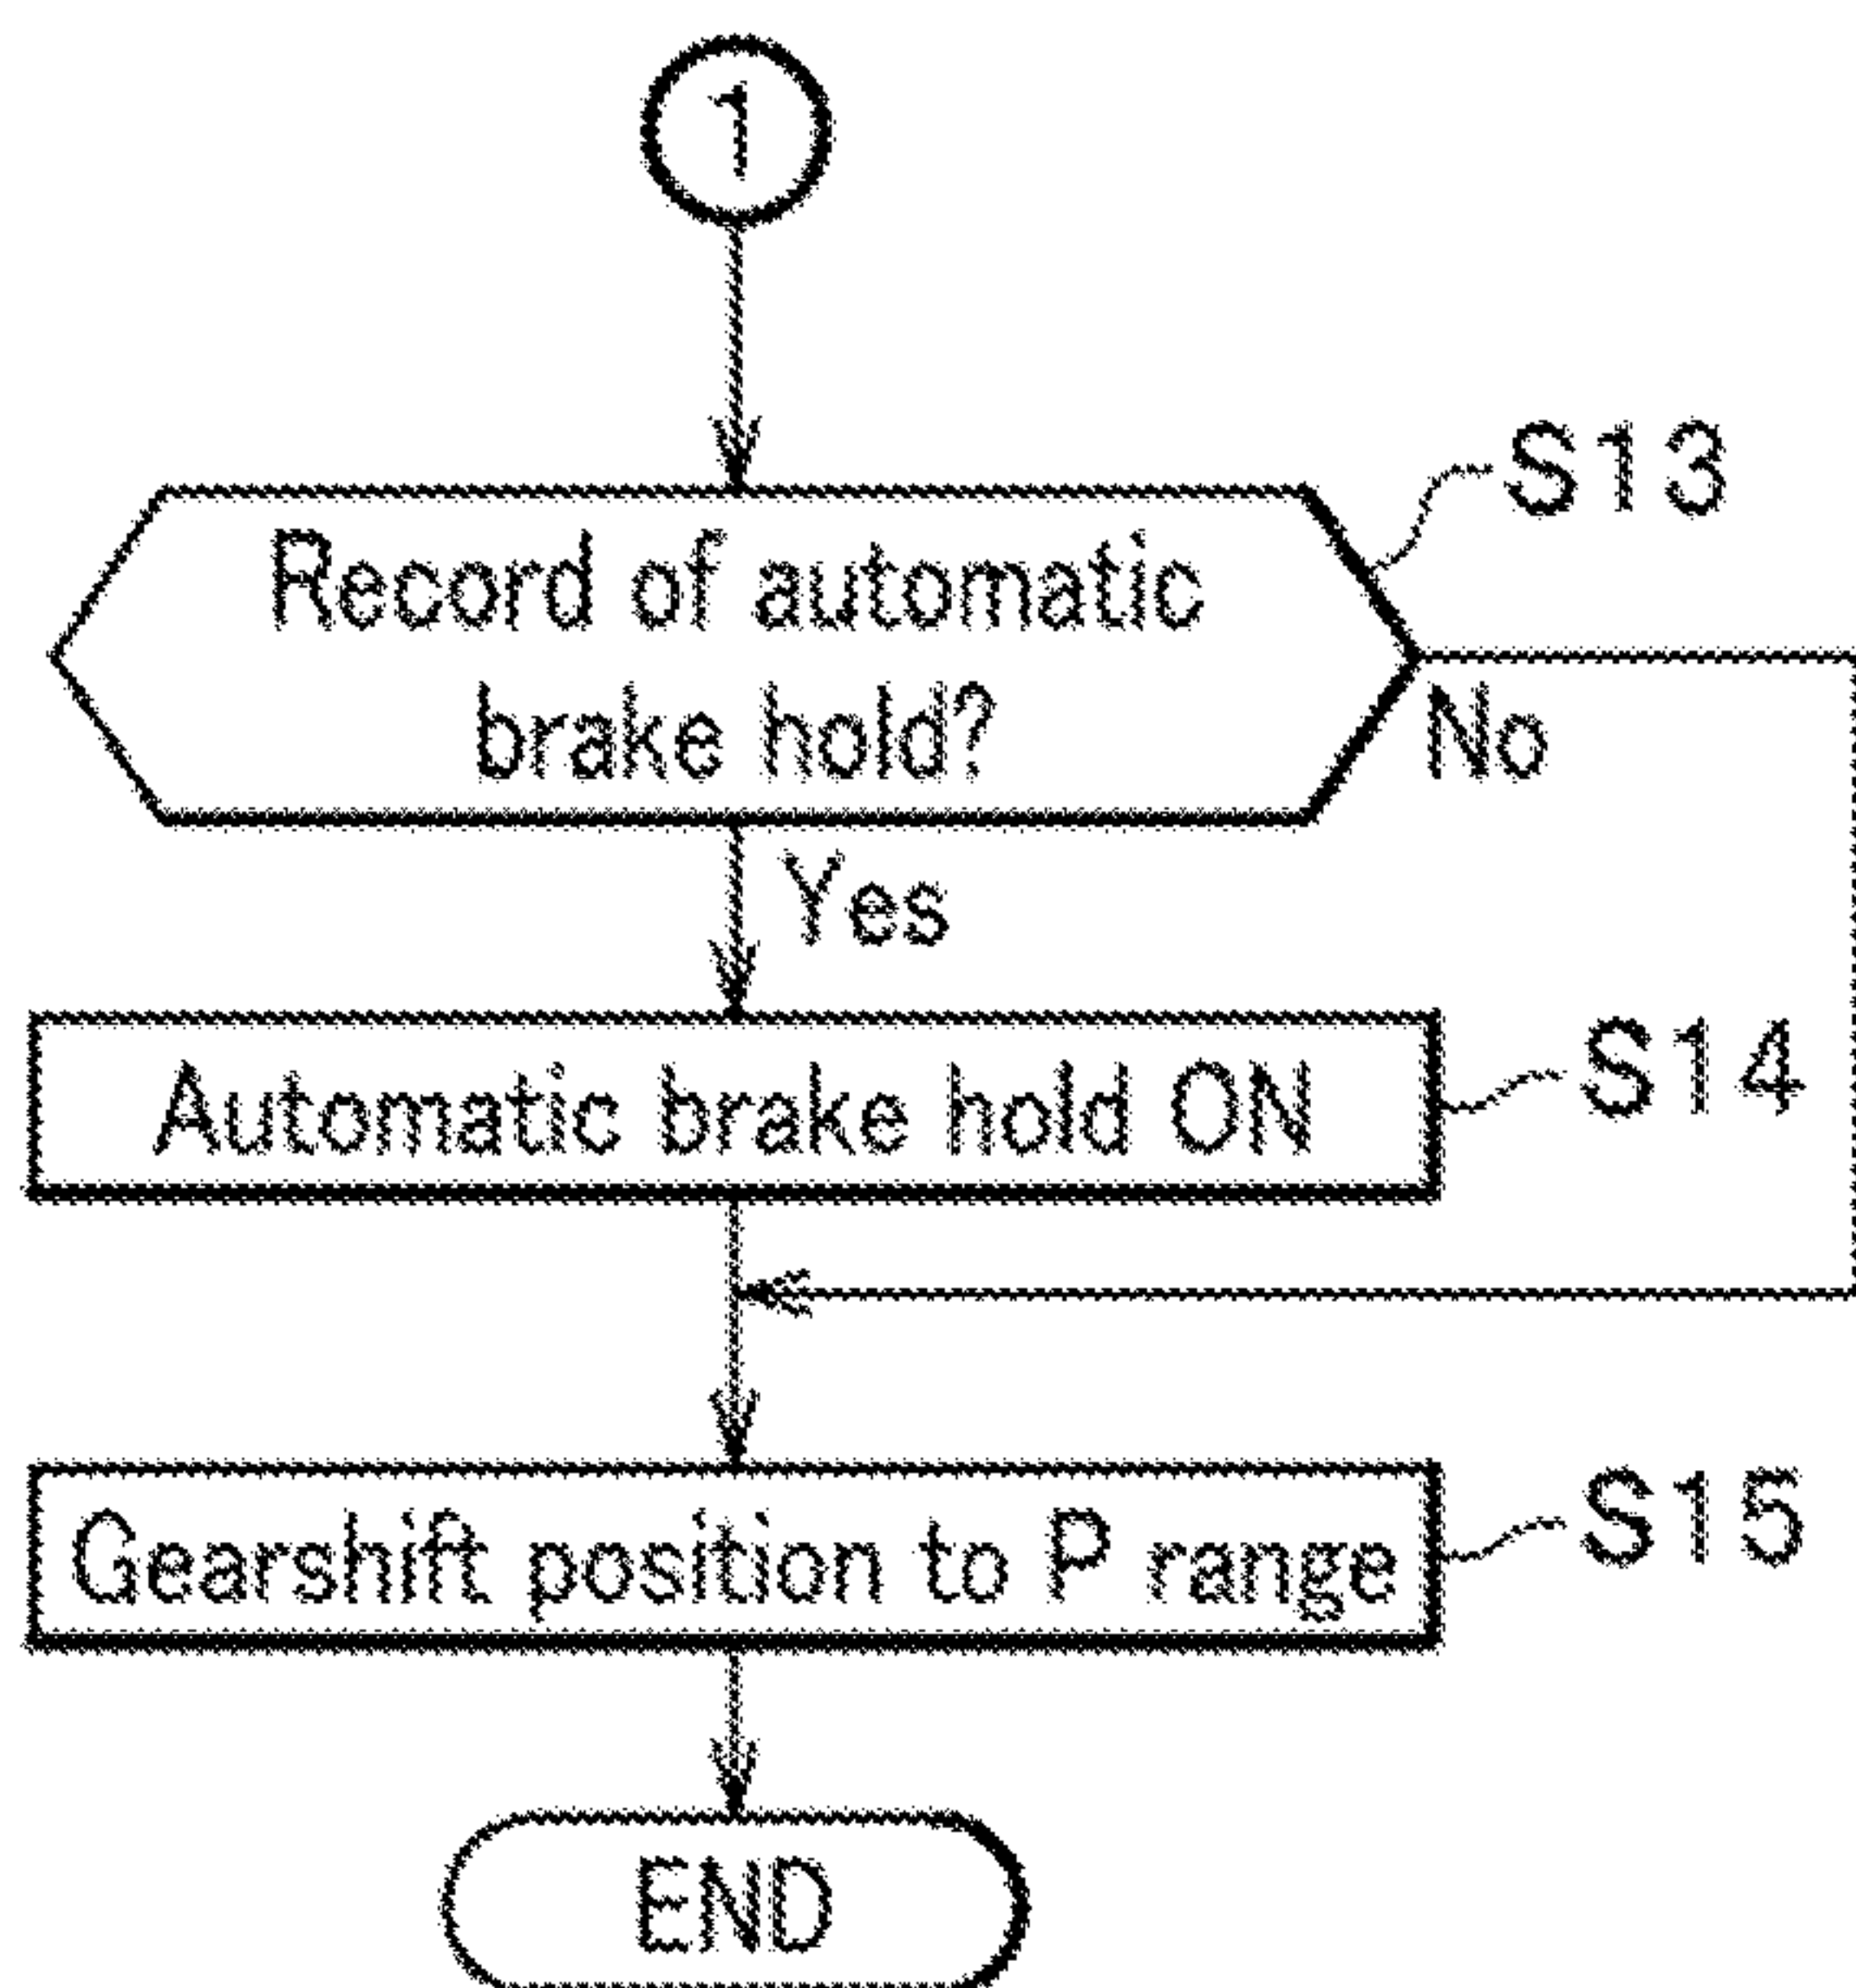 1
S13
Record of automatic
brake hold?
No
Yes
Automatic brake hold ON
S14
Gearshift position to P range
S15
END